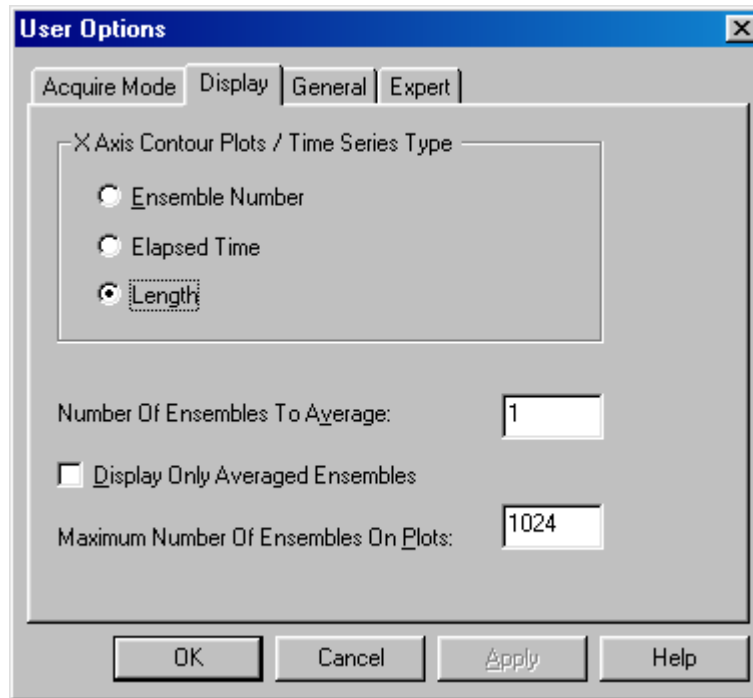 User Options
Acquire Mode Display General Expert
X Axis Contour Plots / Time Series Type
Ensemble Number
Elapsed Time
Length
Number Of Ensembles To Average: 1
Display Only Averaged Ensembles
Maximum Number Of Ensembles On Plots: 1024
OK Cancel Apply Help